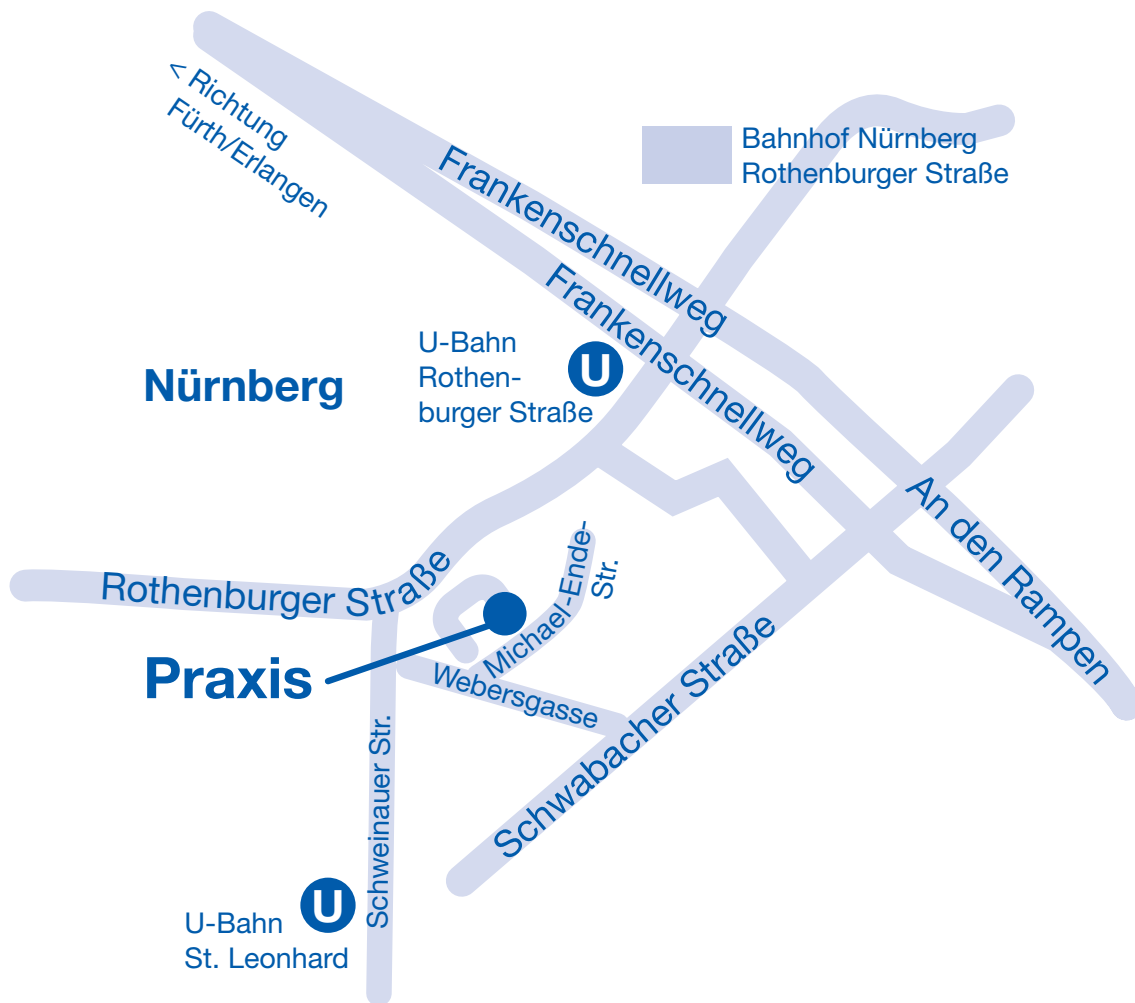 < Richtung
Fürth/Erlangen
Bahnhof Nürnberg
Rothenburger Straße
Frankenschnellweg
Frankenschnellweg
U-Bahn
Rothen-
burger Straße
U
Nürnberg
An den Rampen
Michael-Ende-
Str.
Rothenburger Straße
Praxis
Webersgasse
Schwabacher Straße
Schweinauer Str.
U
U-Bahn
St. Leonhard